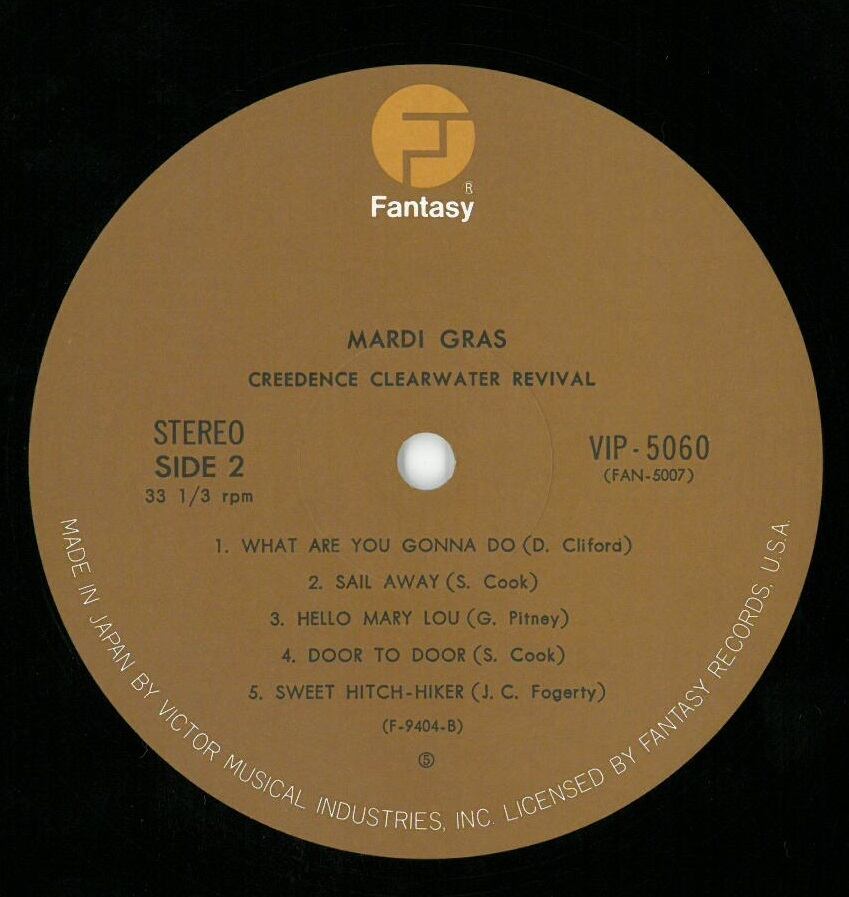 ®
Fantasy
MARDI GRAS
CREEDENCE CLEARWATER REVIVAL
STEREO
SIDE 2
33 1/3 rpm
VIP-5060
(FAN-5007)
1. WHAT ARE YOU GONNA DO (D. Cliford)
2. SAIL AWAY (S. Cook)
3. HELLO MARY LOU (G. Pitney)
4. DOOR TO DOOR (S. Cook)
5. SWEET HITCH-HIKER (J. C. Fogerty)
(F-9404-B)
⑤
MADE IN JAPAN BY VICTOR MUSICAL INDUSTRIES, INC. LICENSED BY FANTASY RECORDS, U.S.A.